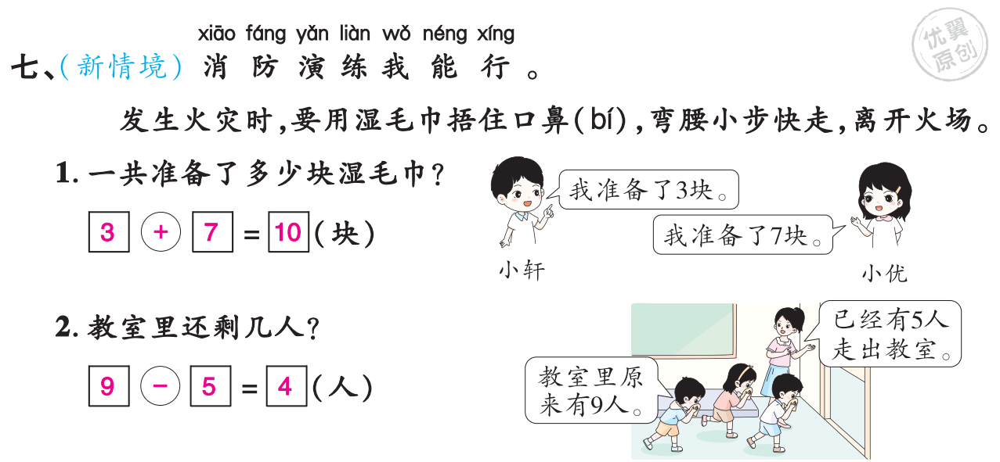 xiāo fáng yǎn liàn wǒ néng xíng
七、(新情境) 消防演练我能行。
发生火灾时,要用湿毛巾捂住口鼻(bí),弯腰小步快走,离开火场。
1. 一共准备了多少块湿毛巾?
3 + 7 = 10 (块)
我准备了3块。
我准备了7块。
小轩
小优
2. 教室里还剩几人?
9 - 5 = 4 (人)
已经有5人
走出教室。
教室里原
来有9人。
优翼
原创